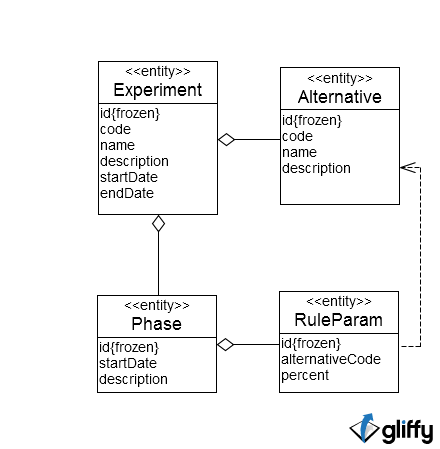 <<entity>>
Experiment
id{frozen}
code
name
description
startDate
endDate
<<entity>>
Alternative
id{frozen}
code
name
description
<<entity>>
Phase
id{frozen}
startDate
description
<<entity>>
RuleParam
id{frozen}
alternativeCode
percent
gliffy